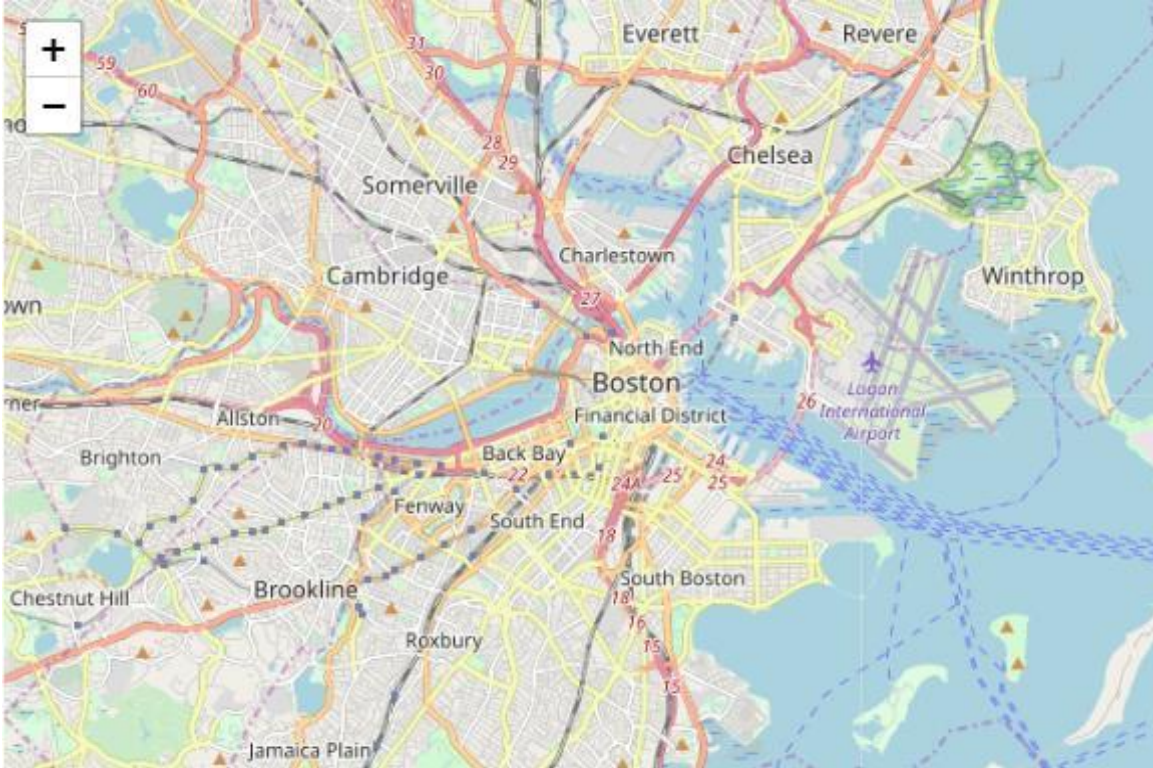 +
−
59
60
31
30
28
29
Everett
Revere
Chelsea
Somerville
Charlestown
Cambridge
Winthrop
27
own
North End
Boston
Logan
International
Airport
26
Financial District
rner
Allston
20
Back Bay
Brighton
22
24
25
25
24A
Fenway
South End
18
South Boston
Brookline
Chestnut Hill
18
16
Roxbury
15
15
Jamaica Plain